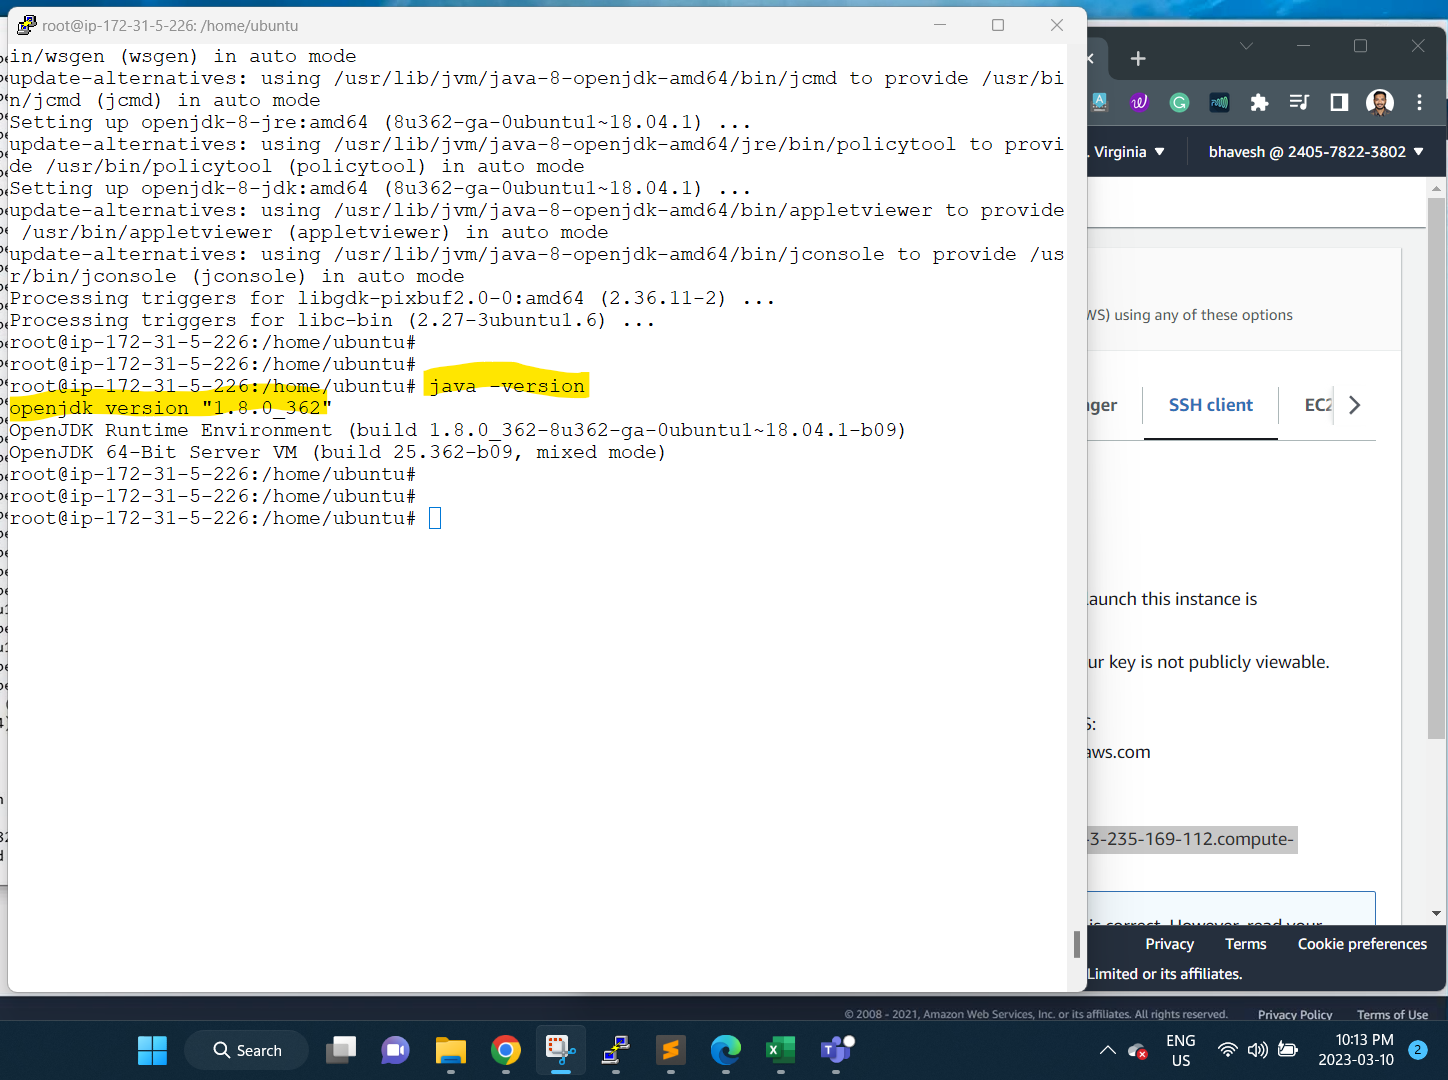 root@ip-172-31-5-226: /home/ubuntu
in/wsgen (wsgen) in auto mode
update-alternatives: using /usr/lib/jvm/java-8-openjdk-amd64/bin/jcmd to provide /usr/bi
n/jcmd (jcmd) in auto mode
Setting up openjdk-8-jre:amd64 (8u362-ga-0ubuntu1~18.04.1) ...
update-alternatives: using /usr/lib/jvm/java-8-openjdk-amd64/jre/bin/policytool to provi
de /usr/bin/policytool (policytool) in auto mode
Setting up openjdk-8-jdk:amd64 (8u362-ga-0ubuntu1~18.04.1) ...
update-alternatives: using /usr/lib/jvm/java-8-openjdk-amd64/bin/appletviewer to provide
 /usr/bin/appletviewer (appletviewer) in auto mode
update-alternatives: using /usr/lib/jvm/java-8-openjdk-amd64/bin/jconsole to provide /us
r/bin/jconsole (jconsole) in auto mode
Processing triggers for libgdk-pixbuf2.0-0:amd64 (2.36.11-2) ...
Processing triggers for libc-bin (2.27-3ubuntu1.6) ...
root@ip-172-31-5-226:/home/ubuntu#
root@ip-172-31-5-226:/home/ubuntu#
root@ip-172-31-5-226:/home/ubuntu# java -version
openjdk version "1.8.0_362"
OpenJDK Runtime Environment (build 1.8.0_362-8u362-ga-0ubuntu1~18.04.1-b09)
OpenJDK 64-Bit Server VM (build 25.362-b09, mixed mode)
root@ip-172-31-5-226:/home/ubuntu#
root@ip-172-31-5-226:/home/ubuntu#
root@ip-172-31-5-226:/home/ubuntu#
. Virginia
bhavesh @ 2405-7822-3802
WS) using any of these options
ager
SSH client
EC2
aunch this instance is
ur key is not publicly viewable.
S:
aws.com
-3-235-169-112.compute-
is correct. However, read your
Privacy
Terms
Cookie preferences
Limited or its affiliates.
© 2008 - 2021, Amazon Web Services, Inc. or its affiliates. All rights reserved.
Privacy Policy
Terms of Use
Search
ENG
US
10:13 PM
2023-03-10
2